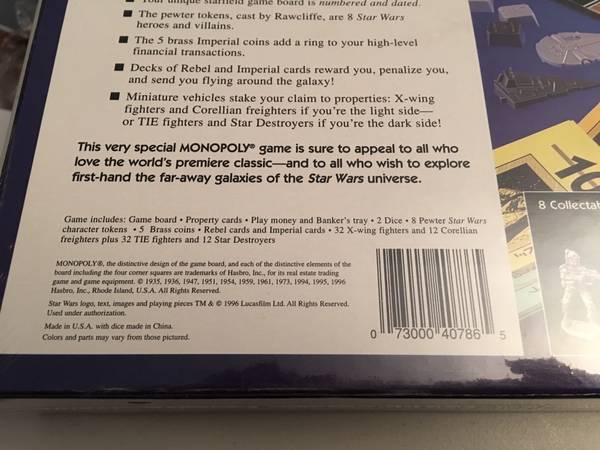 ■ Your unique starfield game board is numbered and dated.
■ The pewter tokens, cast by Rawcliffe, are 8 Star Wars
heroes and villains.
■ The 5 brass Imperial coins add a ring to your high-level
financial transactions.
■ Decks of Rebel and Imperial cards reward you, penalize you,
and send you flying around the galaxy!
■ Miniature vehicles stake your claim to properties: X-wing
fighters and Corellian freighters if you're the light side—
or TIE fighters and Star Destroyers if you're the dark side!
This very special MONOPOLY® game is sure to appeal to all who
love the world's premiere classic—and to all who wish to explore
first-hand the far-away galaxies of the Star Wars universe.
Game includes: Game board • Property cards • Play money and Banker's tray • 2 Dice • 8 Pewter Star Wars
character tokens • 5 Brass coins • Rebel cards and Imperial cards • 32 X-wing fighters and 12 Corellian
freighters plus 32 TIE fighters and 12 Star Destroyers
MONOPOLY®, the distinctive design of the game board, and each of the distinctive elements of the
board including the four corner squares are trademarks of Hasbro, Inc., for its real estate trading
game and game equipment. © 1935, 1936, 1947, 1951, 1954, 1959, 1961, 1973, 1994, 1995, 1996
Hasbro, Inc., Rhode Island, U.S.A. All Rights Reserved.
Star Wars logo, text, images and playing pieces TM & © 1996 Lucasfilm Ltd. All Rights Reserved.
Used under authorization.
Made in U.S.A. with dice made in China.
Colors and parts may vary from those pictured.
0 73000 40786 5
10
8 Collectab